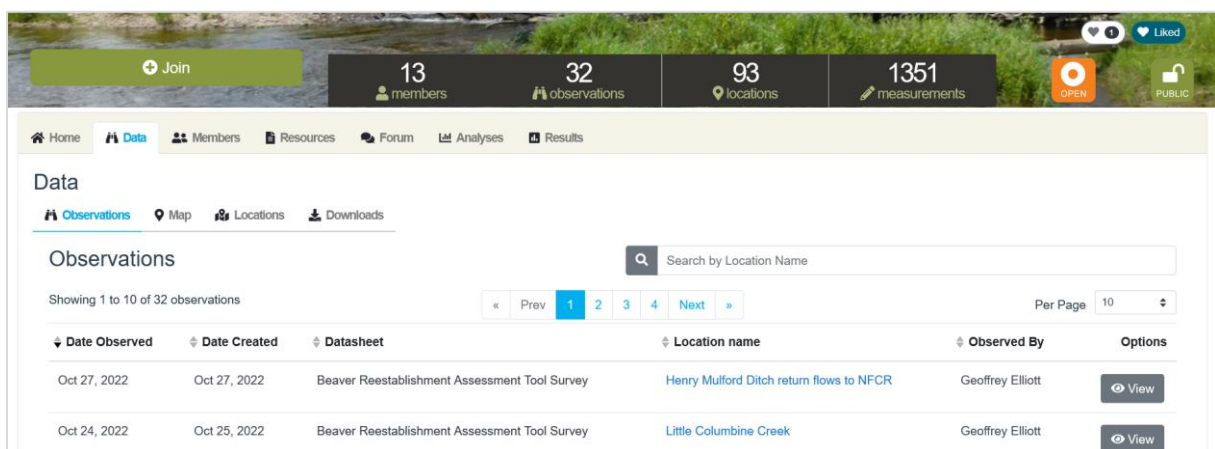 1 Liked
Join 13 members 32 observations 93 locations 1351 measurements OPEN PUBLIC
Home Data Members Resources Forum Analyses Results
Data
Observations Map Locations Downloads
Observations Search by Location Name
Showing 1 to 10 of 32 observations « Prev 1 2 3 4 Next » Per Page 10
Date Observed Date Created Datasheet Location name Observed By Options
Oct 27, 2022 Oct 27, 2022 Beaver Reestablishment Assessment Tool Survey Henry Mulford Ditch return flows to NFCR Geoffrey Elliott View
Oct 24, 2022 Oct 25, 2022 Beaver Reestablishment Assessment Tool Survey Little Columbine Creek Geoffrey Elliott View